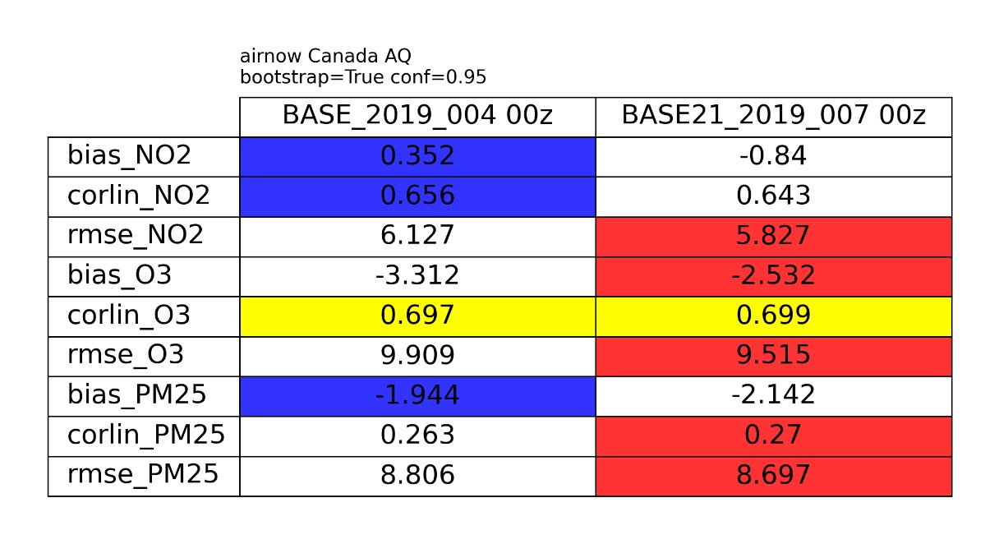 airnow Canada AQ
bootstrap=True conf=0.95
BASE_2019_004 00z BASE21_2019_007 00z
bias_NO2 0.352 -0.84
corlin_NO2 0.656 0.643
rmse_NO2 6.127 5.827
bias_O3 -3.312 -2.532
corlin_O3 0.697 0.699
rmse_O3 9.909 9.515
bias_PM25 -1.944 -2.142
corlin_PM25 0.263 0.27
rmse_PM25 8.806 8.697